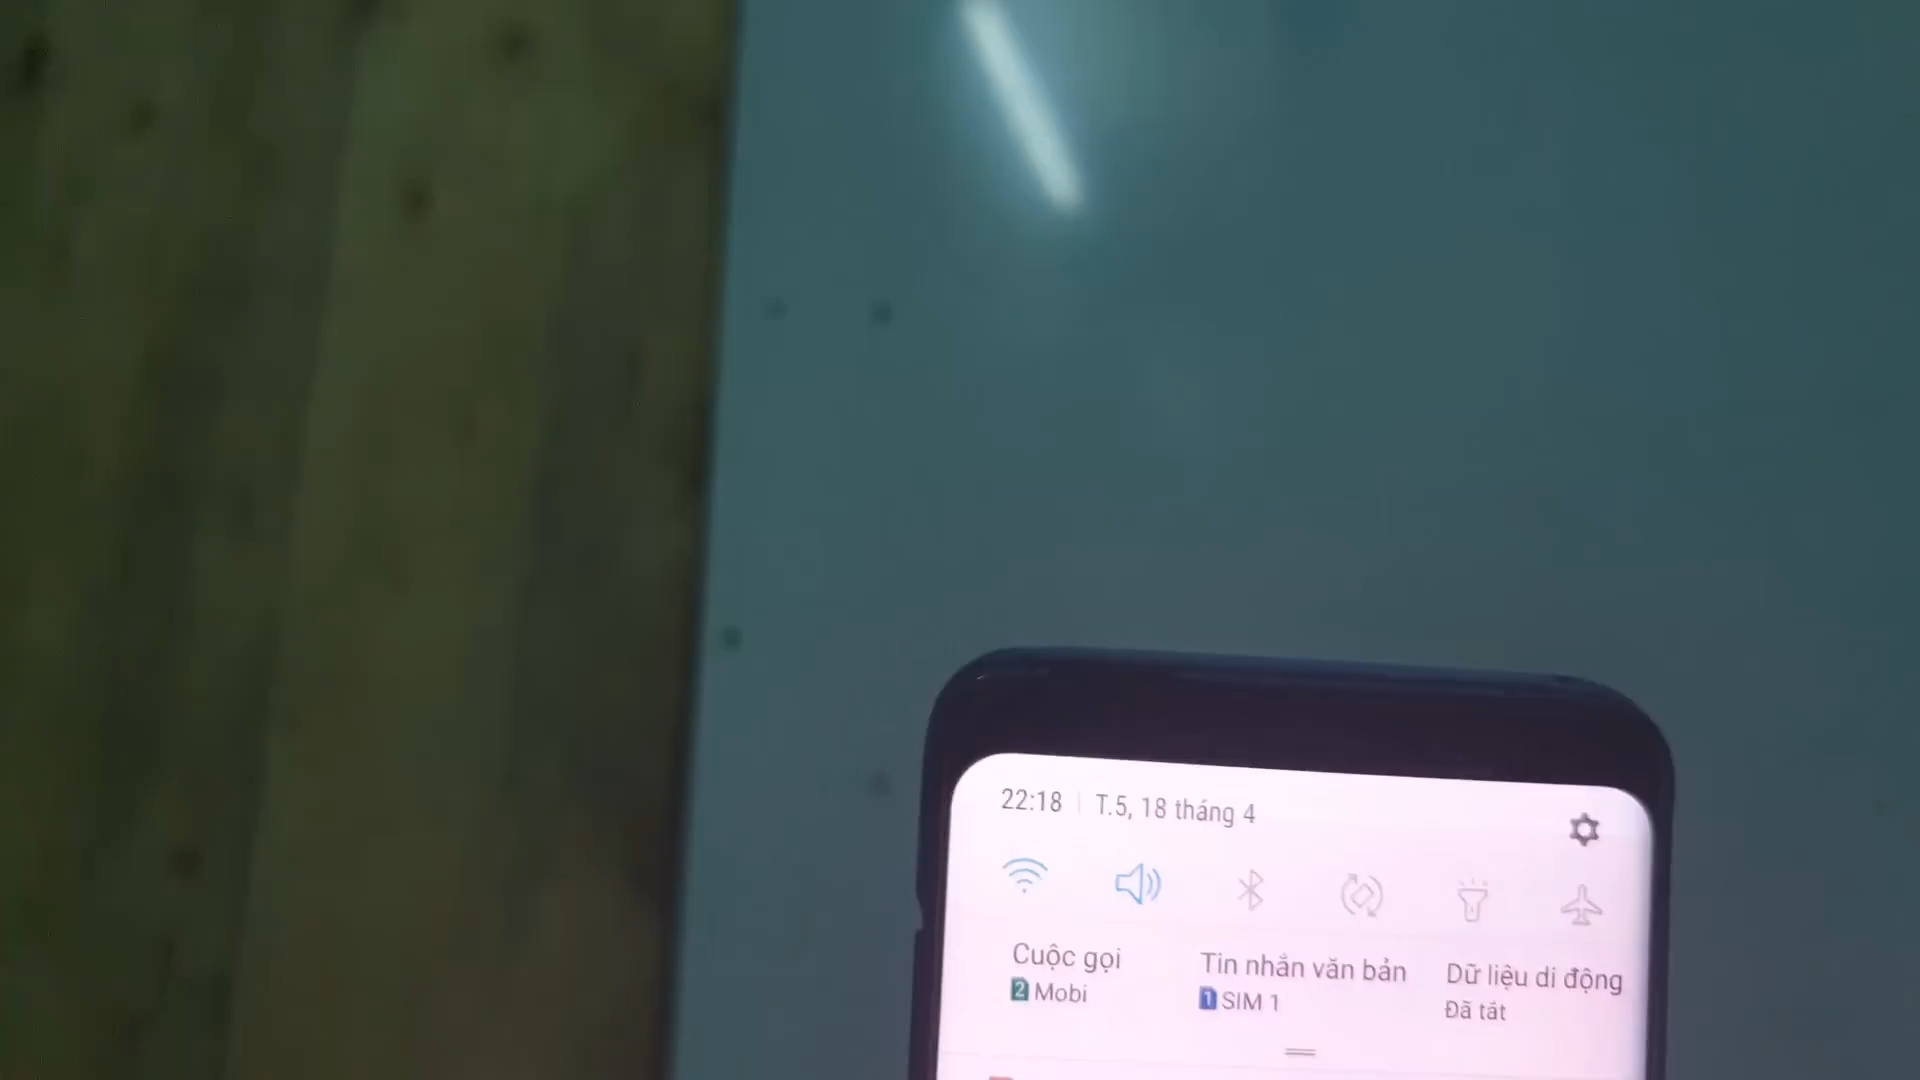 22:18 | T.5, 18 tháng 4
Cuộc gọi
2 Mobi
Tin nhắn văn bản
1 SIM 1
Dữ liệu di động
Đã tắt